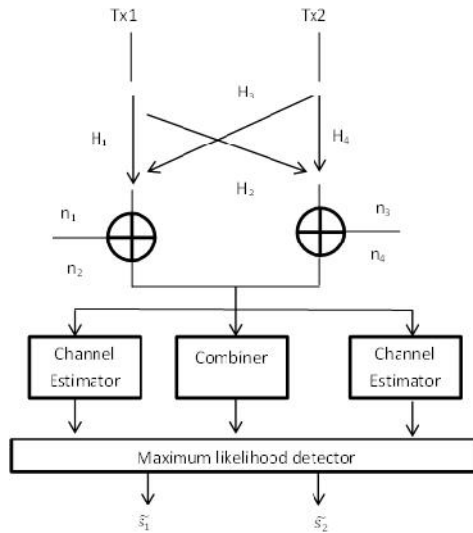 Tx1 Tx2
H₃
H₁ H₄
H₂
n₁ n₃
n₂ n₄
Channel Estimator
Combiner
Channel Estimator
Maximum likelihood detector
s̃₁ s̃₂